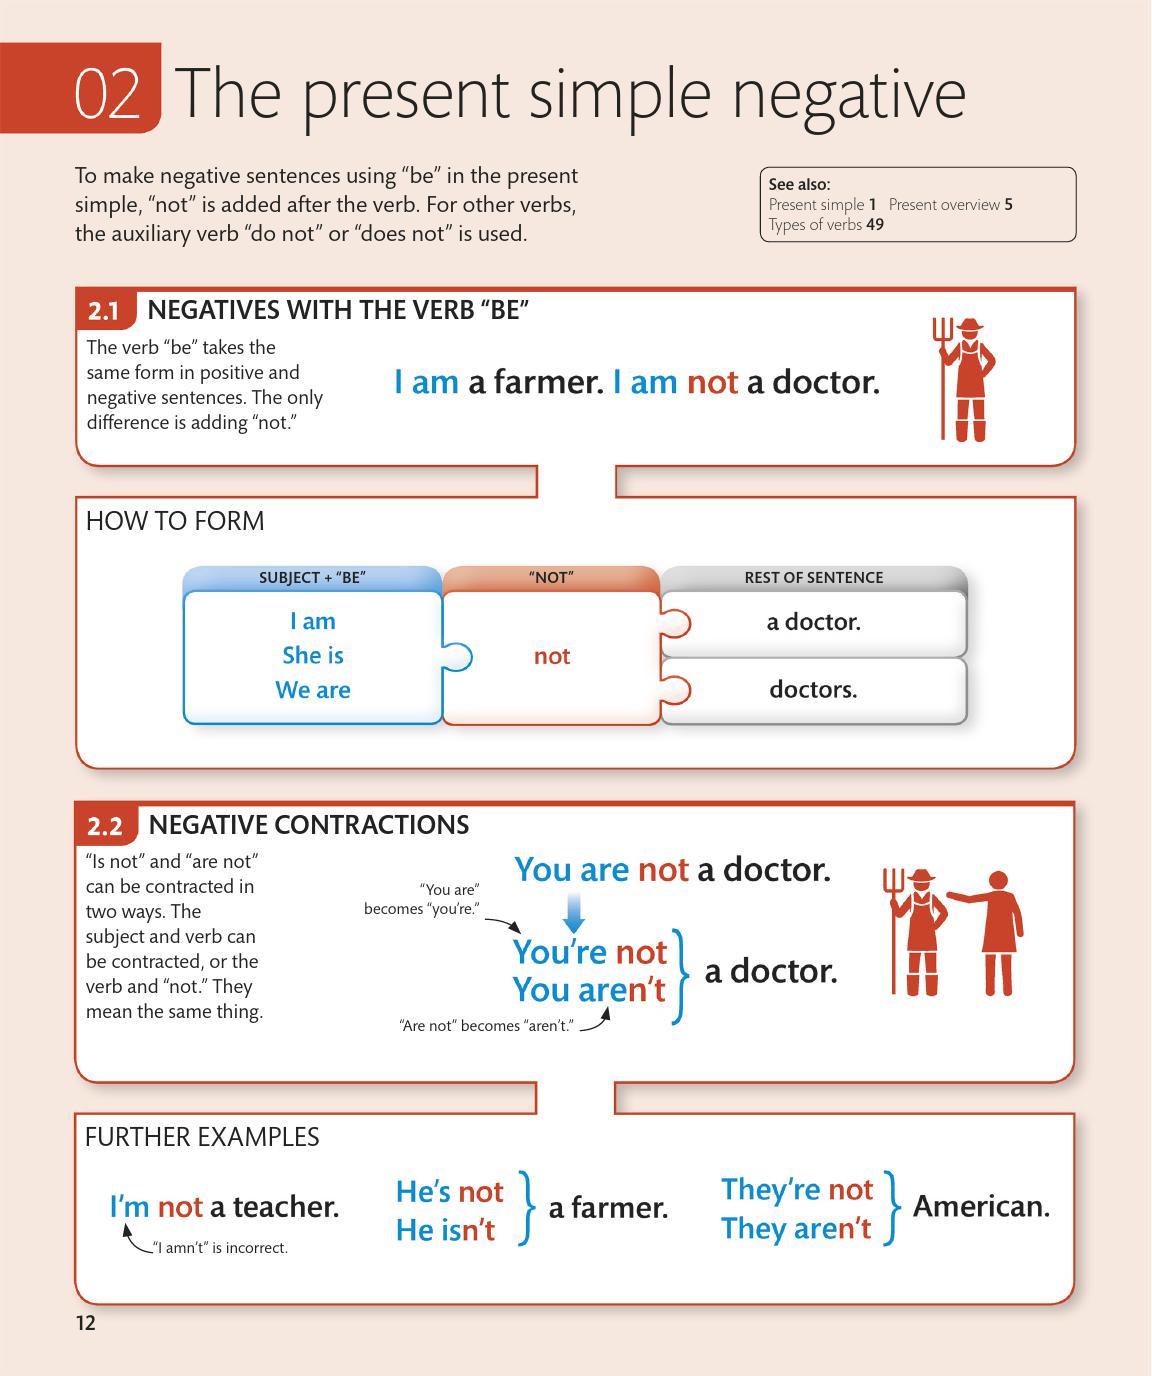 02 The present simple negative
To make negative sentences using “be” in the present
simple, “not” is added after the verb. For other verbs,
the auxiliary verb “do not” or “does not” is used.
See also:
Present simple 1 Present overview 5
Types of verbs 49
2.1 NEGATIVES WITH THE VERB “BE”
The verb “be” takes the
same form in positive and
negative sentences. The only
difference is adding “not.”
I am a farmer. I am not a doctor.
HOW TO FORM
SUBJECT + “BE”
I am
She is
We are
“NOT”
not
REST OF SENTENCE
a doctor.
doctors.
2.2 NEGATIVE CONTRACTIONS
“Is not” and “are not”
can be contracted in
two ways. The
subject and verb can
be contracted, or the
verb and “not.” They
mean the same thing.
You are not a doctor.
“You are”
becomes “you’re.”
You’re not
You aren’t
a doctor.
“Are not” becomes “aren’t.”
FURTHER EXAMPLES
I’m not a teacher.
“I amn’t” is incorrect.
He’s not
He isn’t
a farmer.
They’re not
They aren’t
American.
12